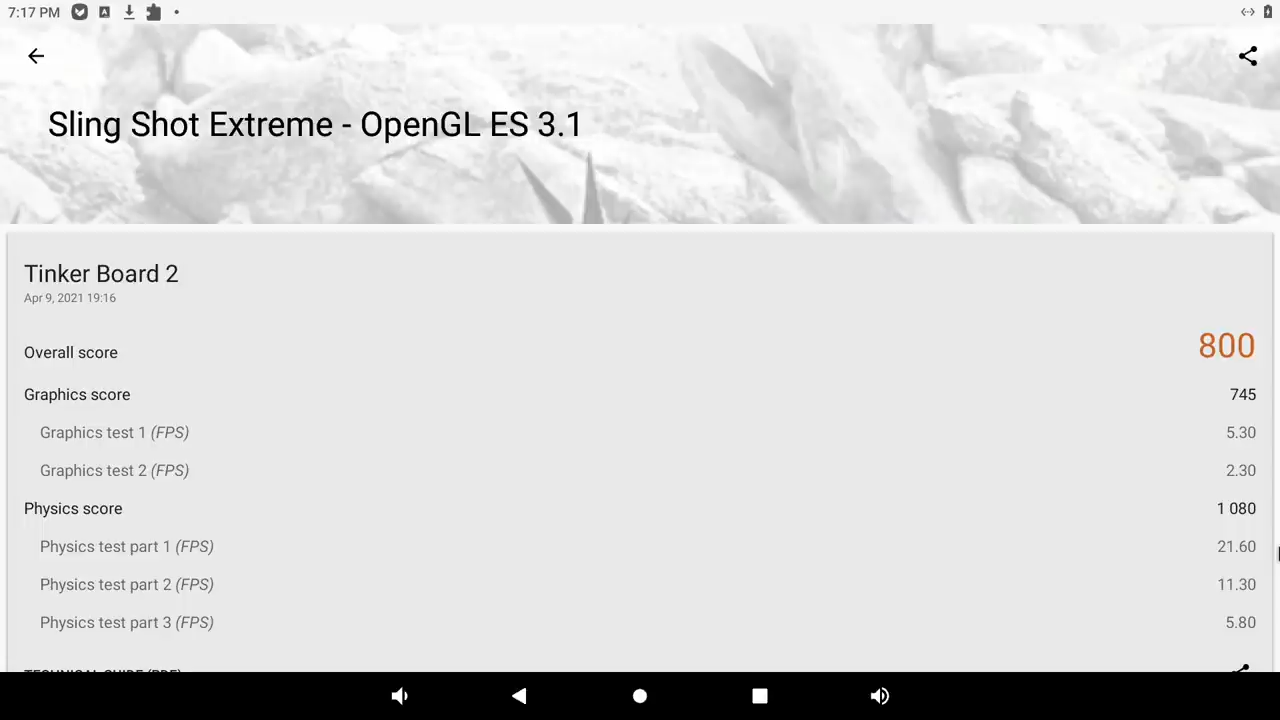 7:17 PM
Sling Shot Extreme - OpenGL ES 3.1
Tinker Board 2
Apr 9, 2021 19:16
Overall score 800
Graphics score 745
Graphics test 1 (FPS) 5.30
Graphics test 2 (FPS) 2.30
Physics score 1 080
Physics test part 1 (FPS) 21.60
Physics test part 2 (FPS) 11.30
Physics test part 3 (FPS) 5.80
TECHNICAL GUIDE (PDF)